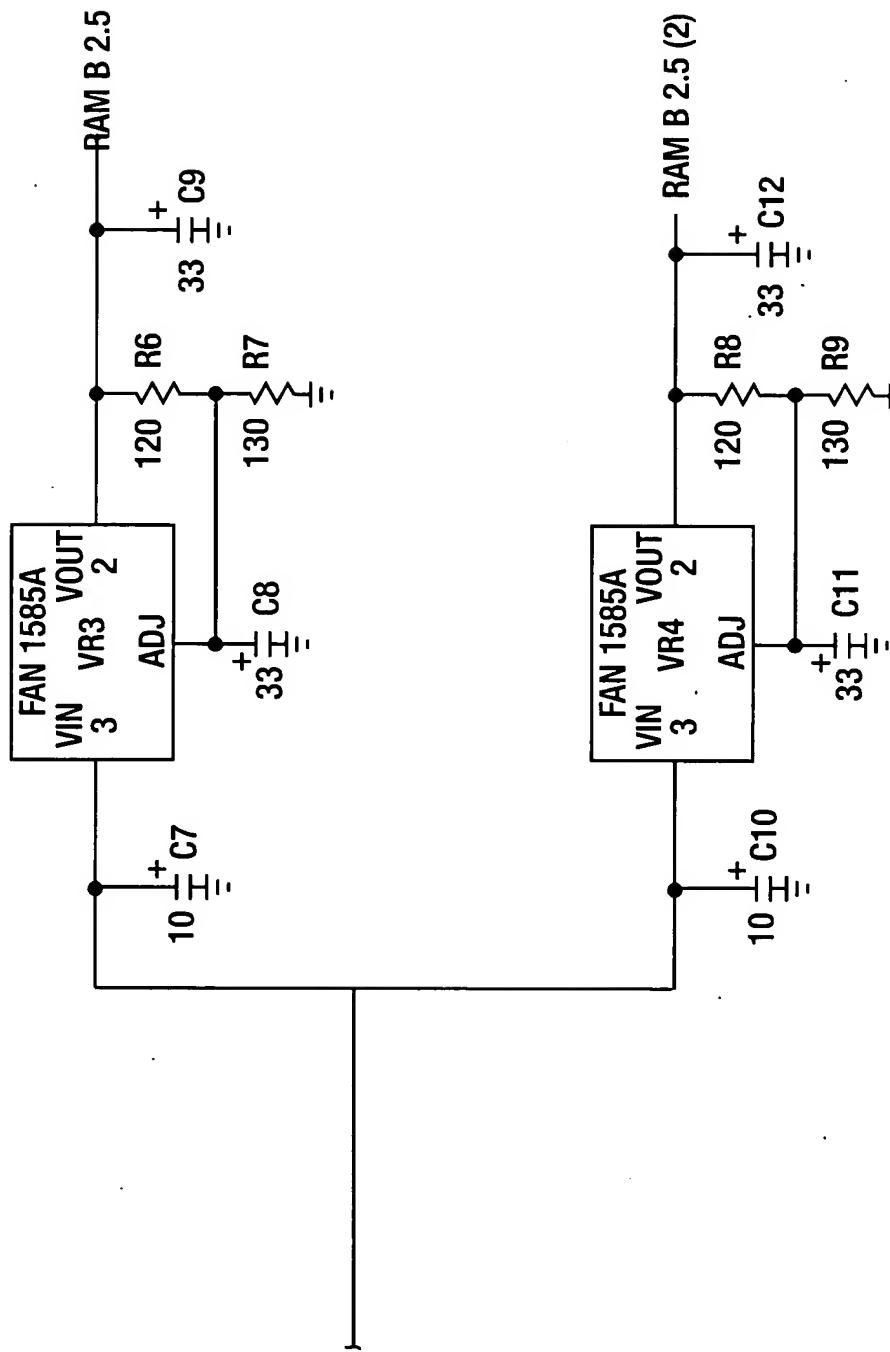 RAM B 2.5
FAN 1585A
VIN VOUT
3 VR3 2
ADJ
+ C7
10
+ C8
33
120 R6
130 R7
+ C9
33
RAM B 2.5 (2)
FAN 1585A
VIN VOUT
3 VR4 2
ADJ
+ C10
10
+ C11
33
120 R8
130 R9
+ C12
33